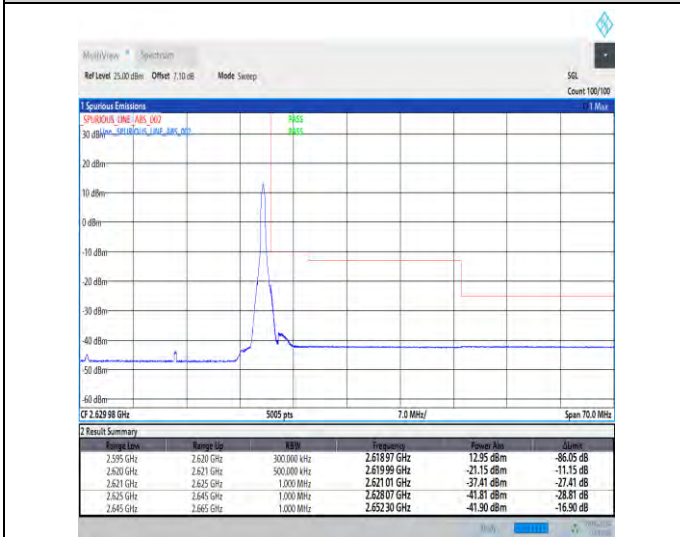 MultiView Spectrum
Ref Level 25.00 dBm Offset 7.10 dB Mode Sweep SGL
Count 100/100
1 Spurious Emissions 1 Max
SPURIOUS_LINE_ABS_002 PASS
30 dBm Line _SPURIOUS_LINE_ABS_002 PASS
20 dBm
10 dBm
0 dBm
-10 dBm
-20 dBm
-30 dBm
-40 dBm
-50 dBm
-60 dBm
CF 2.629 98 GHz 5005 pts 7.0 MHz/ Span 70.0 MHz
2 Result Summary
Range Low Range Up RBW Frequency Power Abs ΔLimit
2.595 GHz 2.620 GHz 300.000 kHz 2.618 97 GHz 12.95 dBm -86.05 dB
2.620 GHz 2.621 GHz 500.000 kHz 2.619 99 GHz -21.15 dBm -11.15 dB
2.621 GHz 2.625 GHz 1.000 MHz 2.621 01 GHz -37.41 dBm -27.41 dB
2.625 GHz 2.645 GHz 1.000 MHz 2.628 07 GHz -41.81 dBm -28.81 dB
2.645 GHz 2.665 GHz 1.000 MHz 2.652 30 GHz -41.90 dBm -16.90 dB